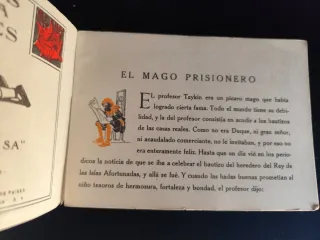 S
A
ES
SA"
EL MAGO PRISIONERO
EL profesor Taykin era un picaro mago que había
logrado cierta fama. Todo el mundo tiene su debi-
lidad, y la del profesor consistía en acudir a los bautizos
de las casas reales. Como no era Duque, ni gran señor,
ni acaudalado comerciante, no le invitaban, y por eso no
era enteramente feliz. Hasta que un día vió en los perió-
dicos la noticia de que se iba a celebrar el bautizo del heredero del Rey de
las Islas Afortunadas, y allá se fué. Y cuando las hadas buenas prometían al
niño tesoros de hermosura, fortaleza y bondad, el profesor dijo: